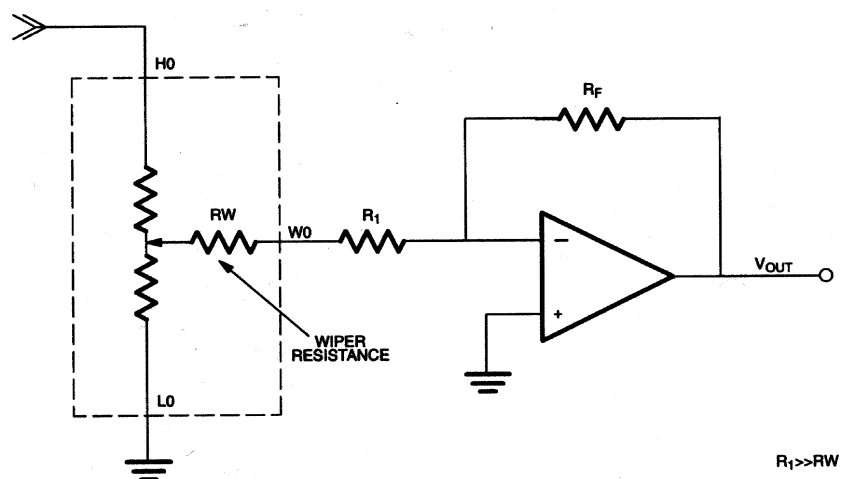 H0
RF
RW
W0
R1
−
+
VOUT
WIPER
RESISTANCE
L0
R1>>RW